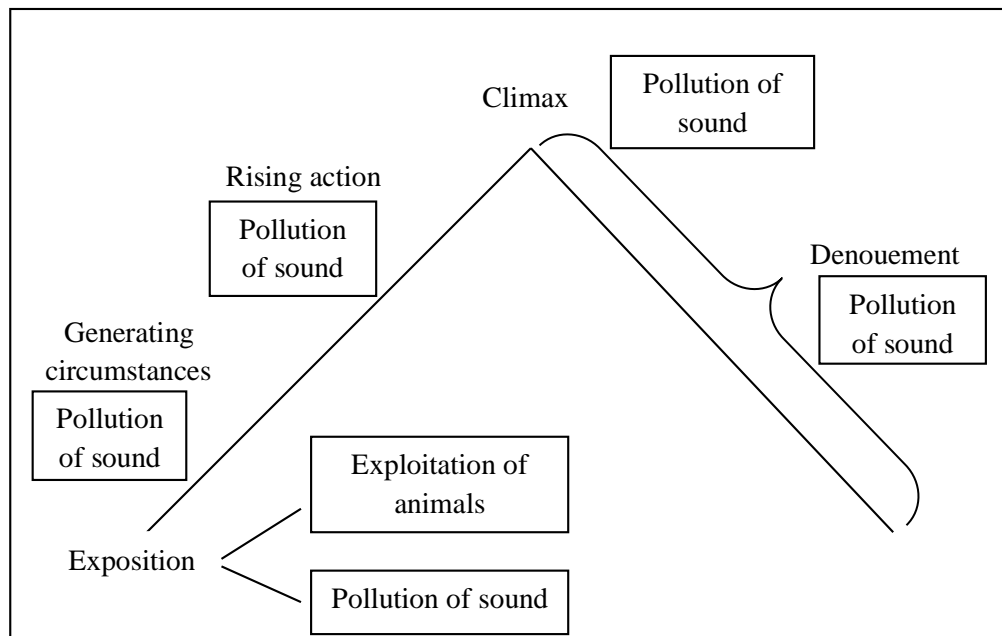 Climax
Pollution of
sound
Rising action
Pollution
of sound
Denouement
Pollution
of sound
Generating
circumstances
Pollution
of sound
Exploitation of
animals
Exposition
Pollution of sound